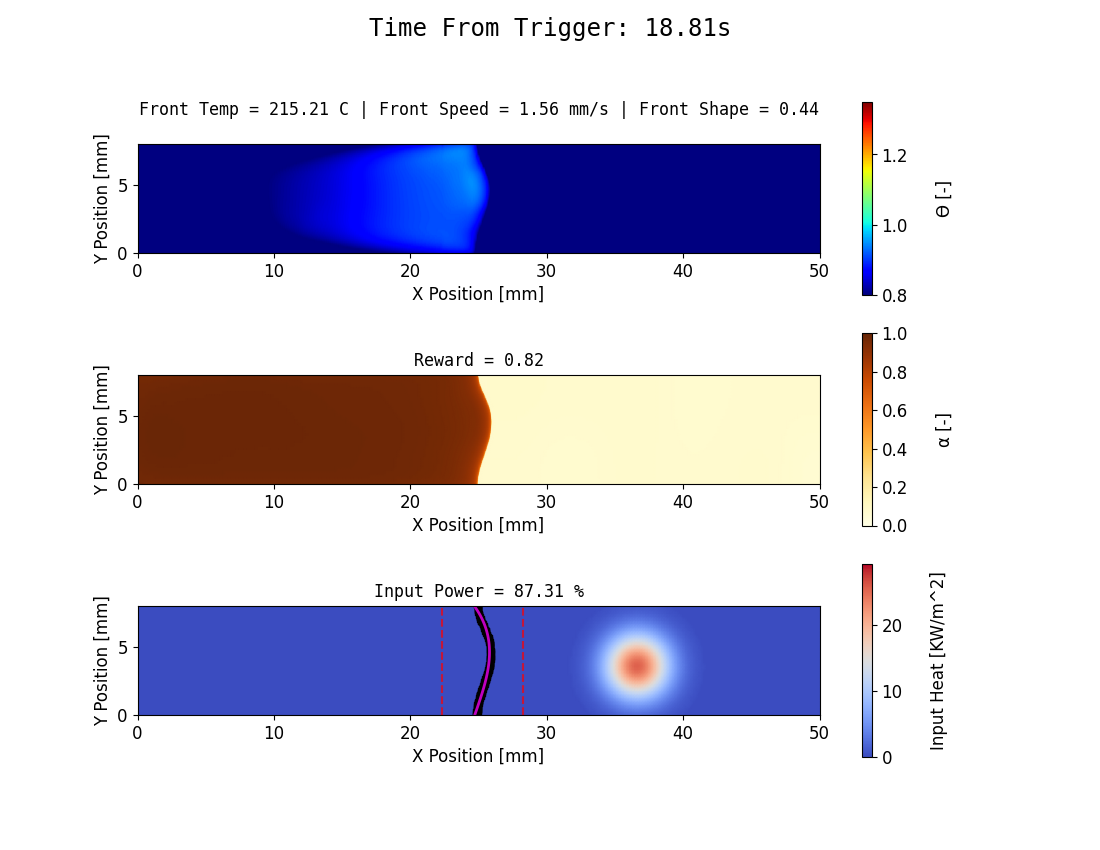 Time From Trigger: 18.81s
Front Temp = 215.21 C | Front Speed = 1.56 mm/s | Front Shape = 0.44
Y Position [mm]
5
0
0 10 20 30 40 50
X Position [mm]
1.2
1.0
0.8
Θ [-]
Reward = 0.82
Y Position [mm]
5
0
0 10 20 30 40 50
X Position [mm]
1.0
0.8
0.6
0.4
0.2
0.0
α [-]
Input Power = 87.31 %
Y Position [mm]
5
0
0 10 20 30 40 50
X Position [mm]
20
10
0
Input Heat [KW/m^2]